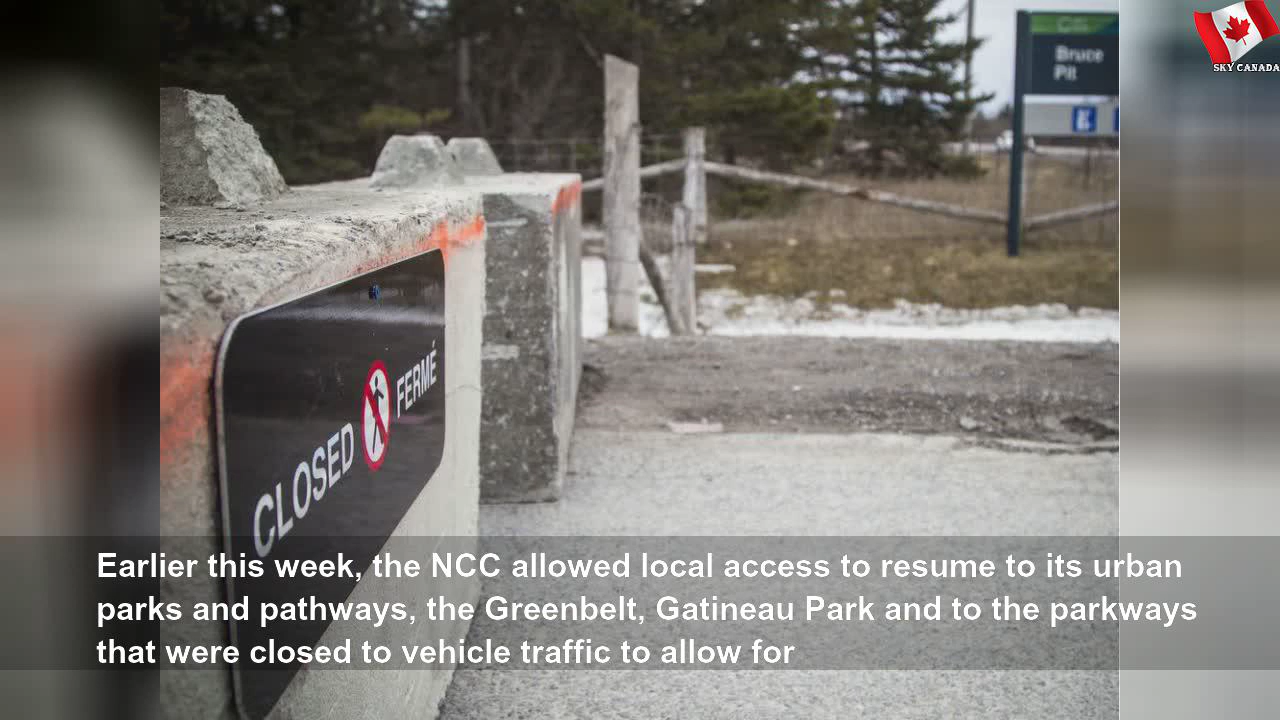 SKY CANADA
Bruce
Pit
CLOSED FERMÉ
Earlier this week, the NCC allowed local access to resume to its urban
parks and pathways, the Greenbelt, Gatineau Park and to the parkways
that were closed to vehicle traffic to allow for